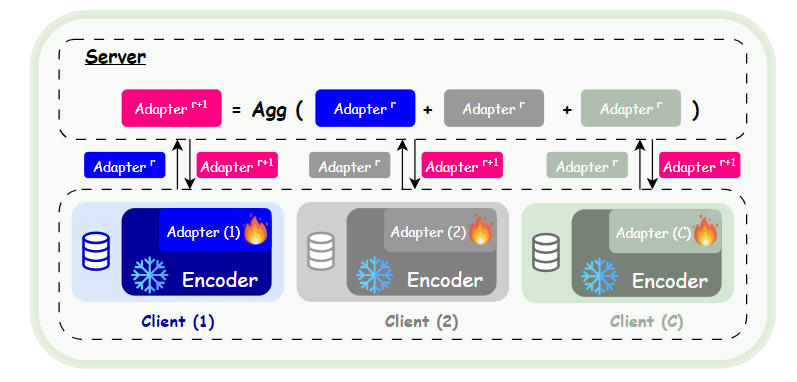 Server
Adapter r+1 = Agg ( Adapter r + Adapter r + Adapter r )
Adapter r Adapter r+1 Adapter r Adapter r+1 Adapter r Adapter r+1
Adapter (1) Adapter (2) Adapter (C)
Encoder Encoder Encoder
Client (1) Client (2) Client (C)